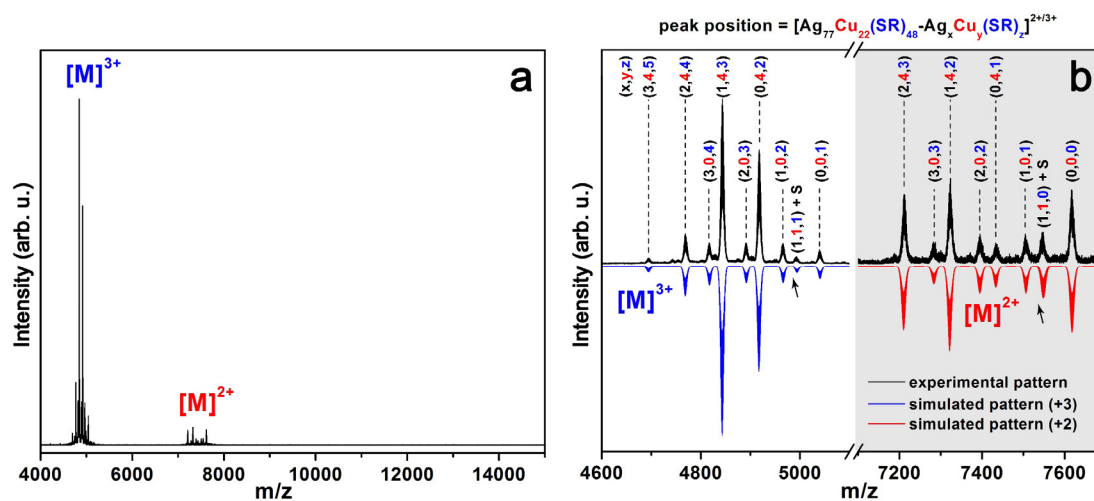 peak position = [Ag₇₇Cu₂₂(SR)₄₈-AgₓCuᵧ(SR)z]²⁺/³⁺
a
[M]³⁺
[M]²⁺
Intensity (arb. u.)
4000 6000 8000 10000 12000 14000
m/z
b
(x,y,z)
(3,4,5)
(2,4,4)
(3,0,4)
(1,4,3)
(2,0,3)
(0,4,2)
(1,0,2)
(1,1,1) + S
(0,0,1)
(2,4,3)
(3,0,3)
(1,4,2)
(2,0,2)
(0,4,1)
(1,0,1)
(1,1,0) + S
(0,0,0)
[M]³⁺
[M]²⁺
experimental pattern
simulated pattern (+3)
simulated pattern (+2)
Intensity (arb. u.)
4600 4800 5000 7200 7400 7600
m/z